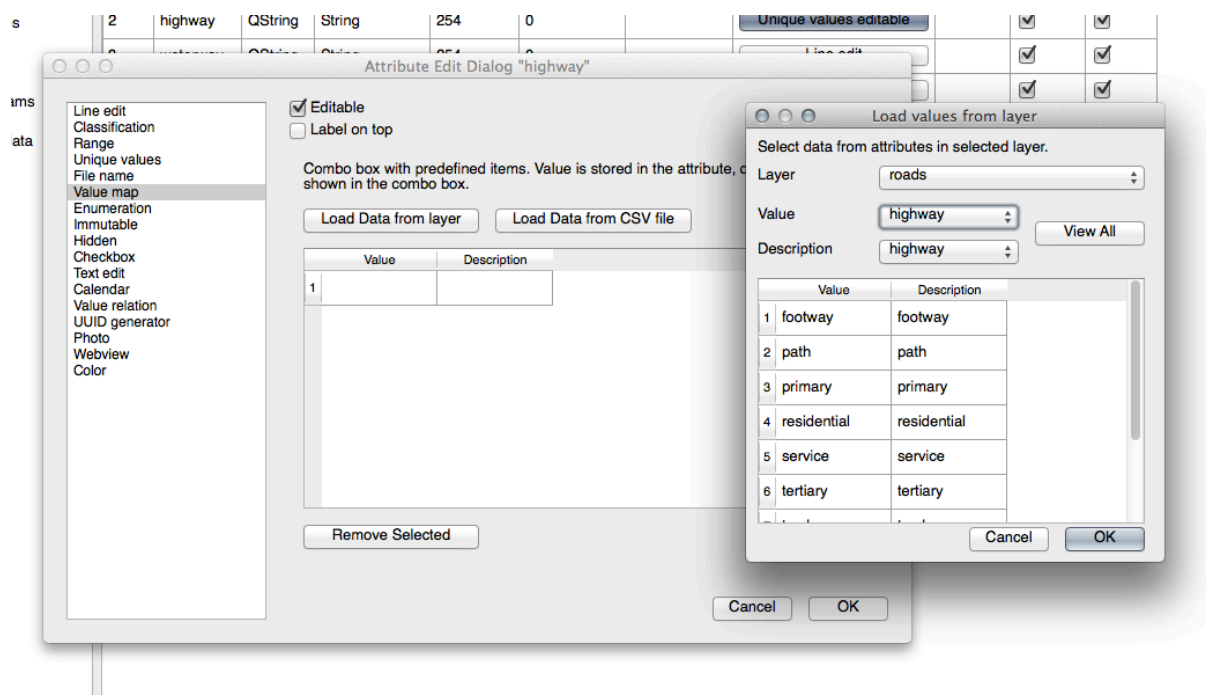 s
2 highway QString String 254 0 Unique values editable
Line edit
ams
ata
Attribute Edit Dialog "highway"
Line edit
Classification
Range
Unique values
File name
Value map
Enumeration
Immutable
Hidden
Checkbox
Text edit
Calendar
Value relation
UUID generator
Photo
Webview
Color
Editable
Label on top
Combo box with predefined items. Value is stored in the attribute,
shown in the combo box.
Load Data from layer Load Data from CSV file
Value Description
1
Remove Selected
Cancel OK
Load values from layer
Select data from attributes in selected layer.
Layer roads
Value highway
View All
Description highway
Value Description
1 footway footway
2 path path
3 primary primary
4 residential residential
5 service service
6 tertiary tertiary
Cancel OK